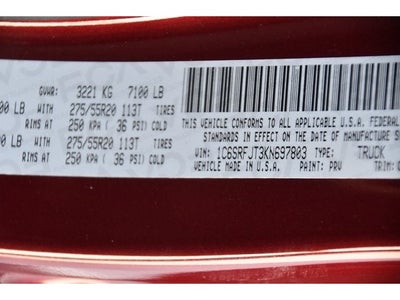 GVWR: 3221 KG 7100 LB
00 LB WITH 275/55R20 113T TIRES
RIMS AT 250 KPA ( 36 PSI) COLD
00 LB WITH 275/55R20 113T TIRES
RIMS AT 250 KPA ( 36 PSI) COLD
THIS VEHICLE CONFORMS TO ALL APPLICABLE U.S.A. FEDERAL
STANDARDS IN EFFECT ON THE DATE OF MANUFACTURE S
VIN: 1C6SRFJT3KN697803 TYPE: TRUCK
VEHICLE MADE IN U.S.A. PAINT: PRV TRIM: